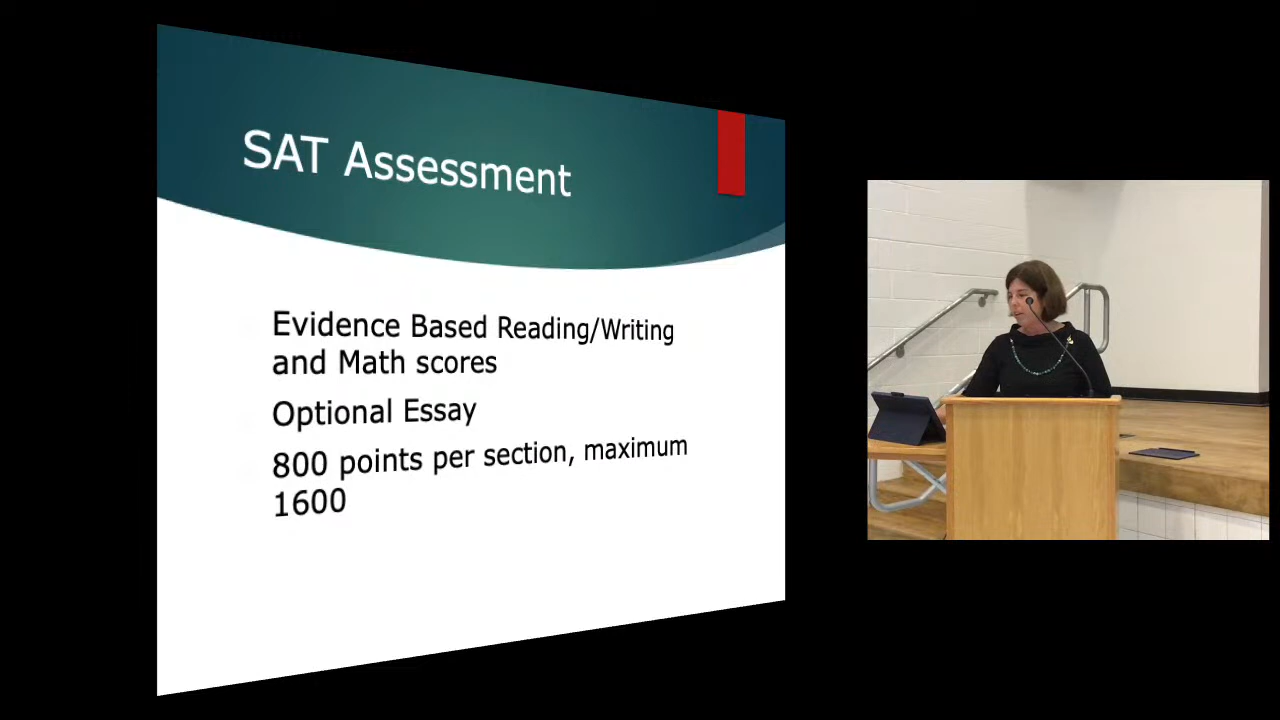 SAT Assessment
Evidence Based Reading/Writing
and Math scores
Optional Essay
800 points per section, maximum
1600